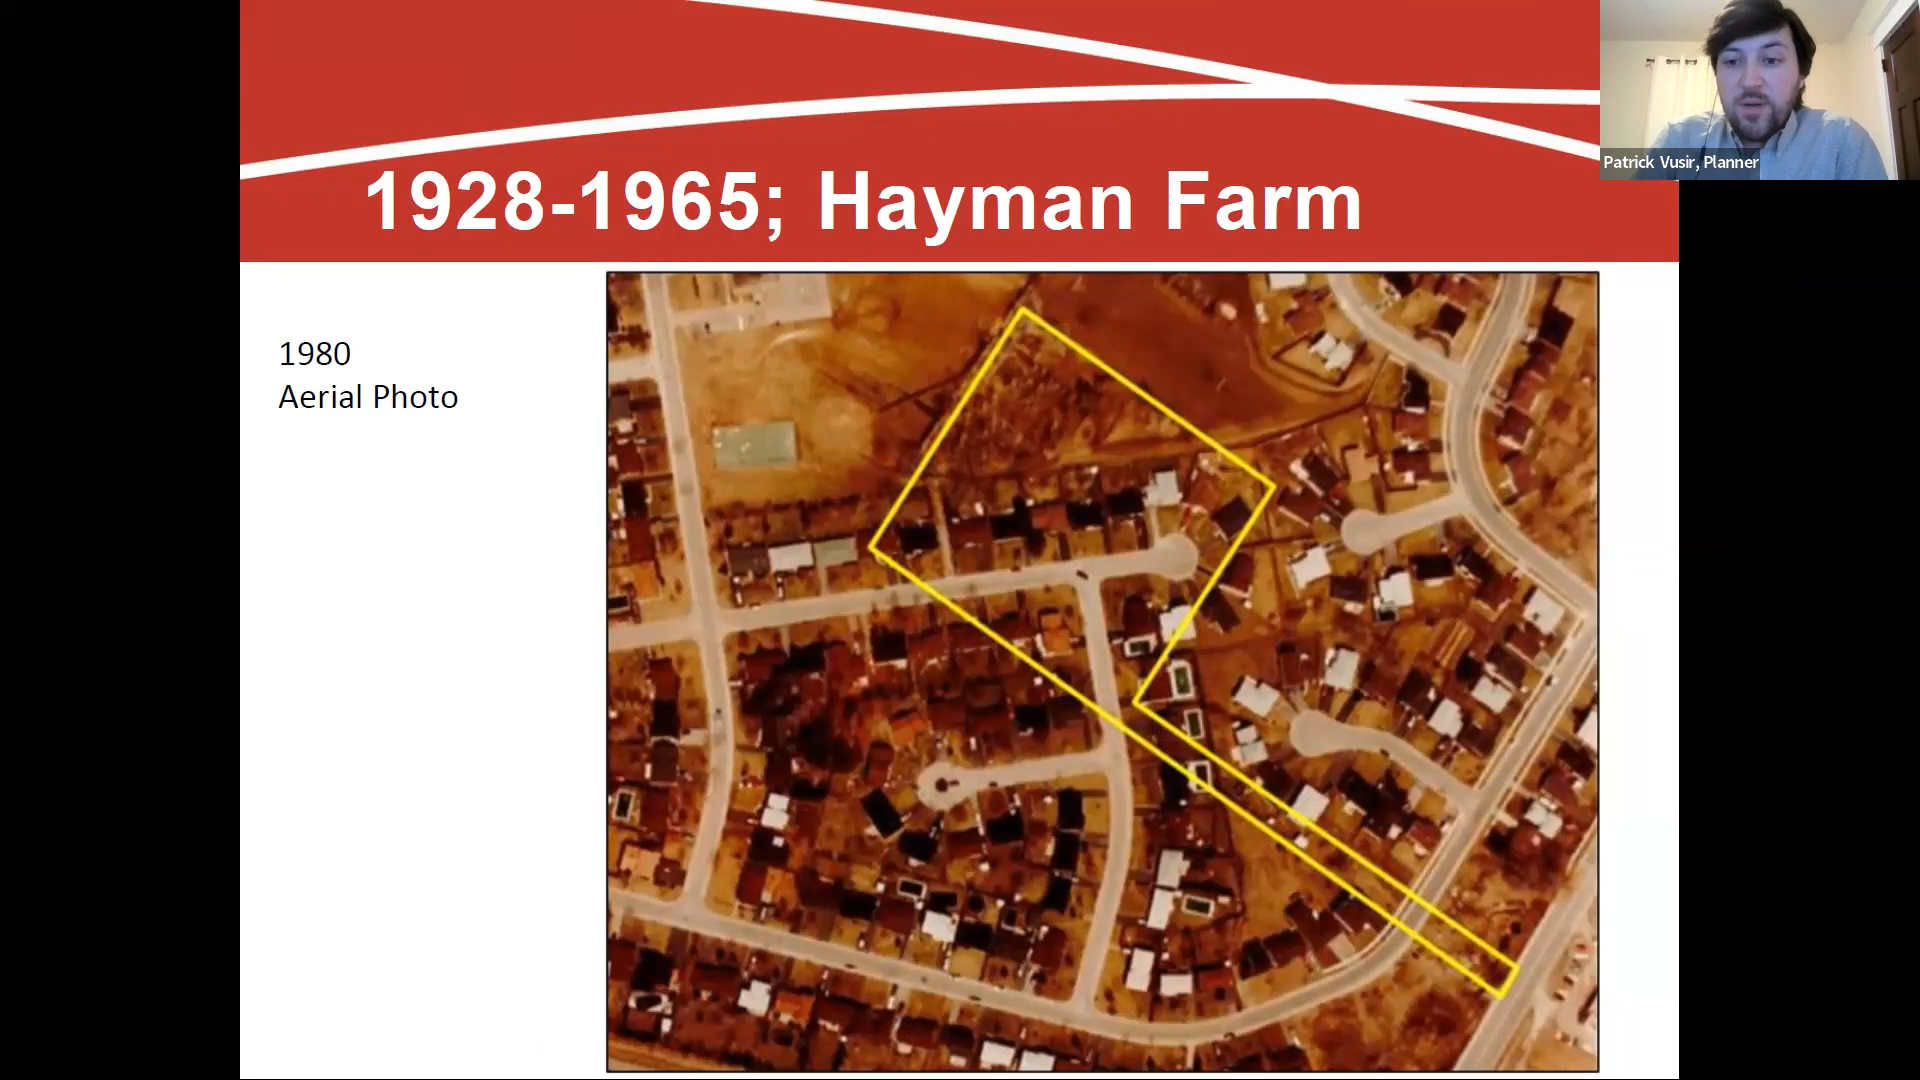 Patrick Vusir, Planner
1928-1965; Hayman Farm
1980
Aerial Photo